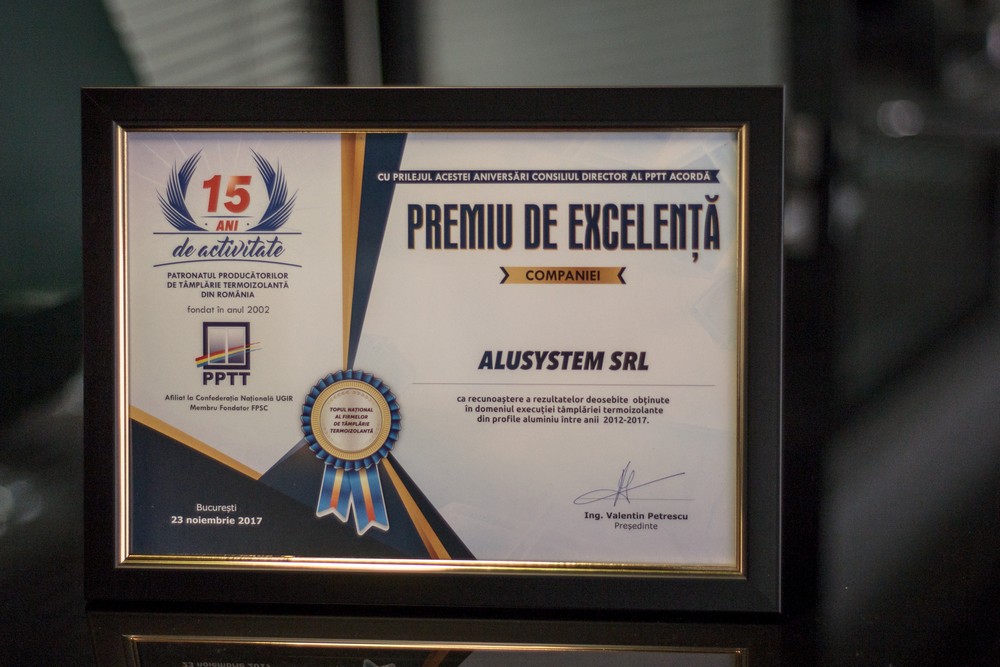 15
ANI
de activitate
PATRONATUL PRODUCĂTORILOR
DE TÂMPLĂRIE TERMOIZOLANTĂ
DIN ROMÂNIA
fondat în anul 2002
PPTT
Afiliat la Confederația Națională UGIR
Membru Fondator FPSC
București
23 noiembrie 2017
TOPUL NAȚIONAL
AL FIRMELOR
DE TÂMPLĂRIE
TERMOIZOLANTĂ
CU PRILEJUL ACESTEI ANIVERSĂRI CONSILIUL DIRECTOR AL PPTT ACORDĂ
PREMIU DE EXCELENȚĂ
COMPANIEI
ALUSYSTEM SRL
ca recunoaștere a rezultatelor deosebite obținute
în domeniul execuției tâmplăriei termoizolante
din profile aluminiu între anii 2012-2017.
Ing. Valentin Petrescu
Președinte